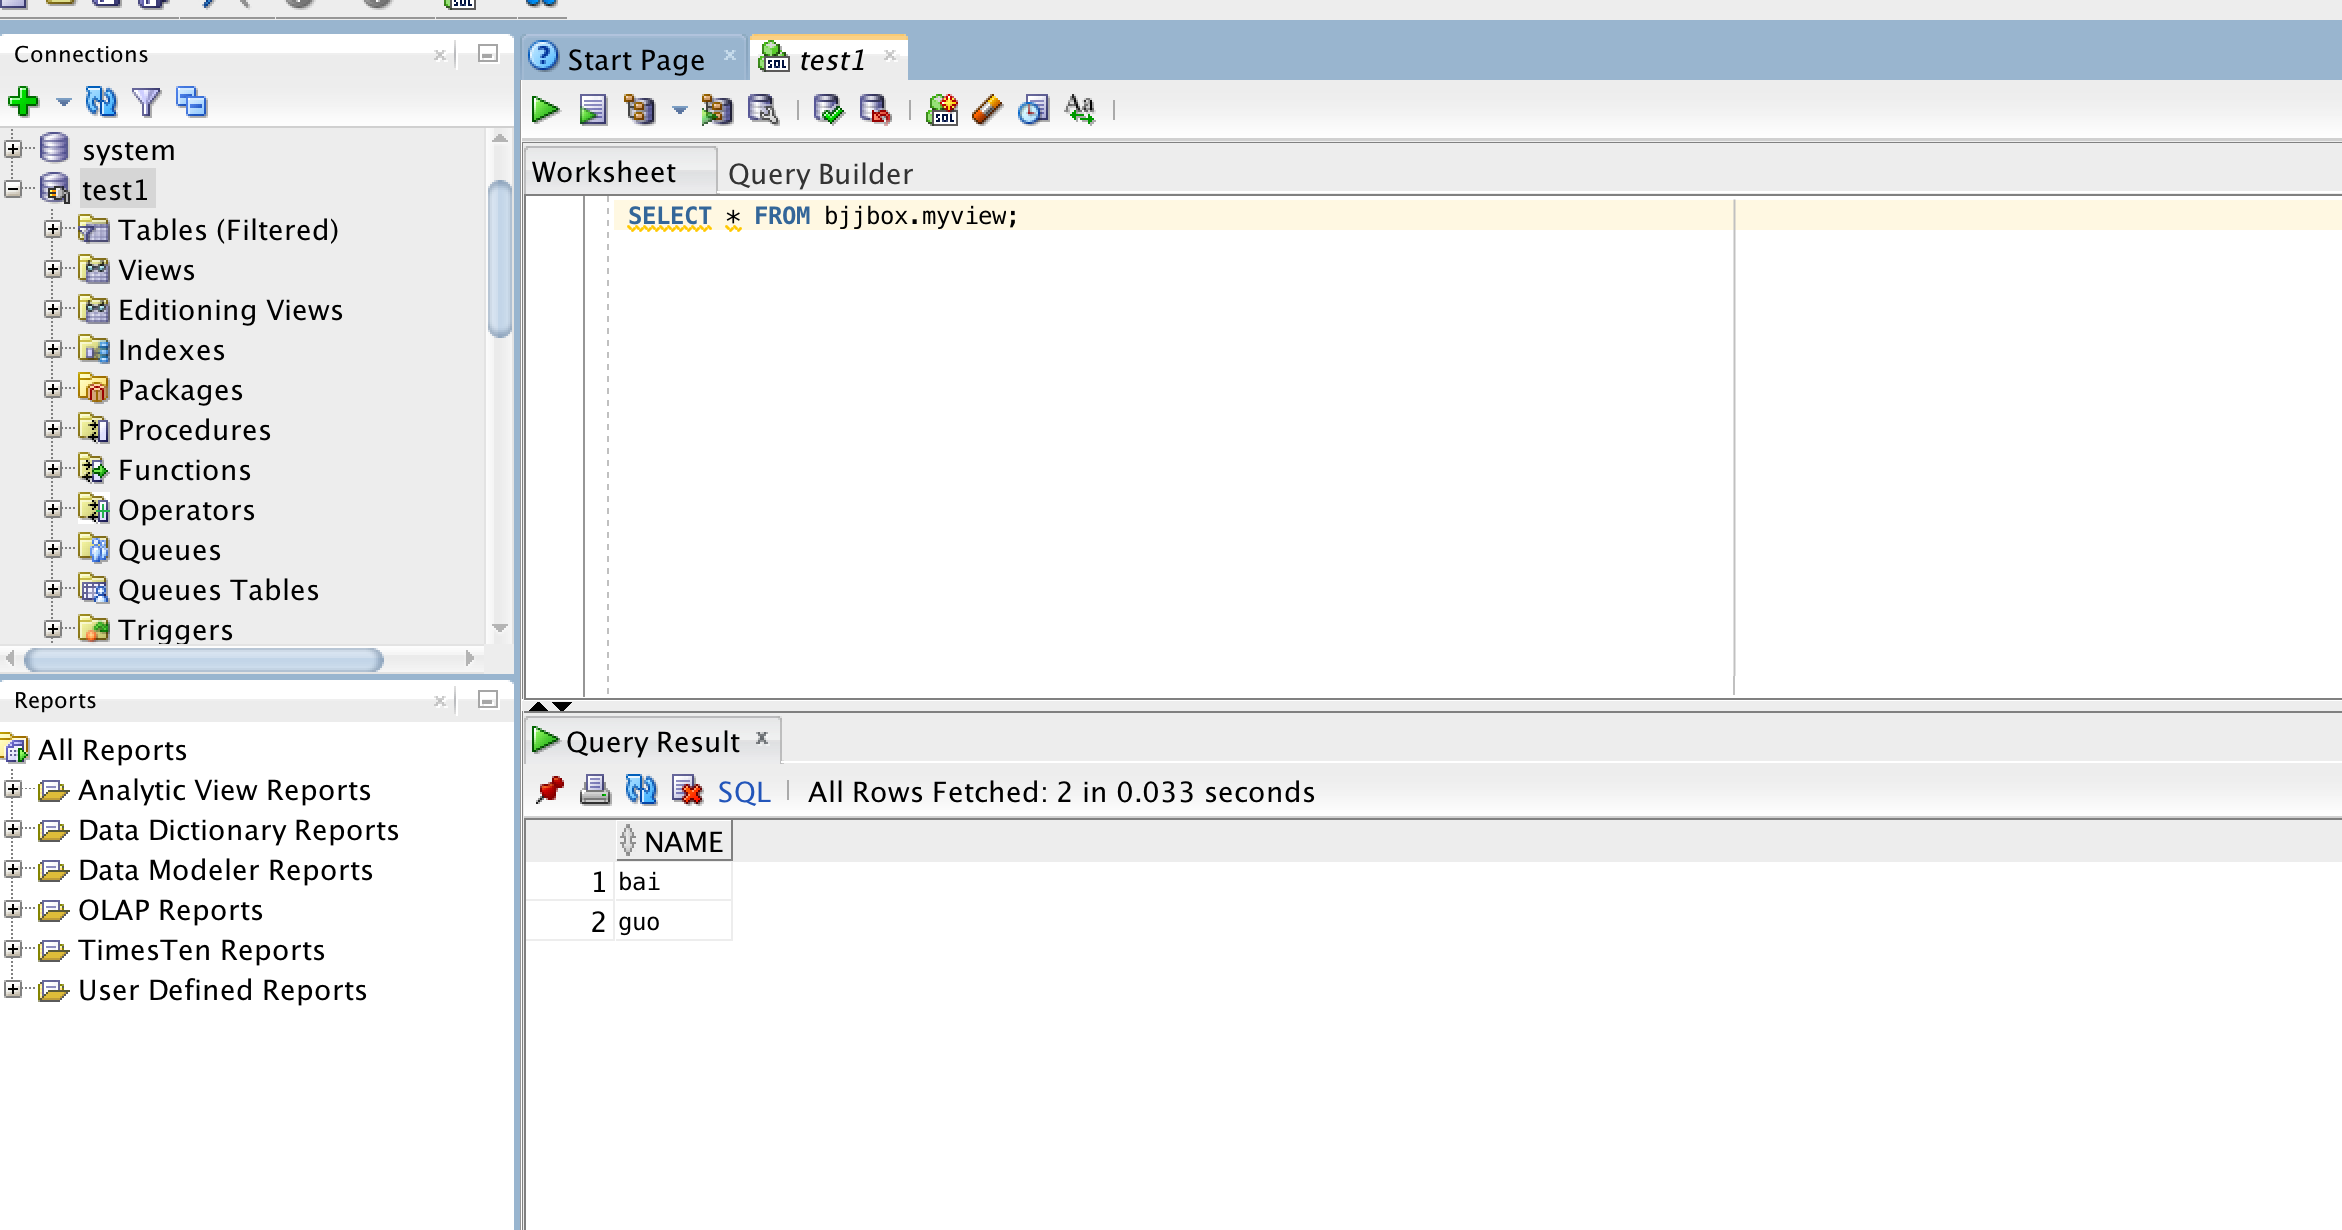 Connections
system
test1
Tables (Filtered)
Views
Editioning Views
Indexes
Packages
Procedures
Functions
Operators
Queues
Queues Tables
Triggers
Reports
All Reports
Analytic View Reports
Data Dictionary Reports
Data Modeler Reports
OLAP Reports
TimesTen Reports
User Defined Reports
Start Page
test1
Worksheet
Query Builder
SELECT * FROM bjjbox.myview;
Query Result
SQL
All Rows Fetched: 2 in 0.033 seconds
NAME
1 bai
2 guo